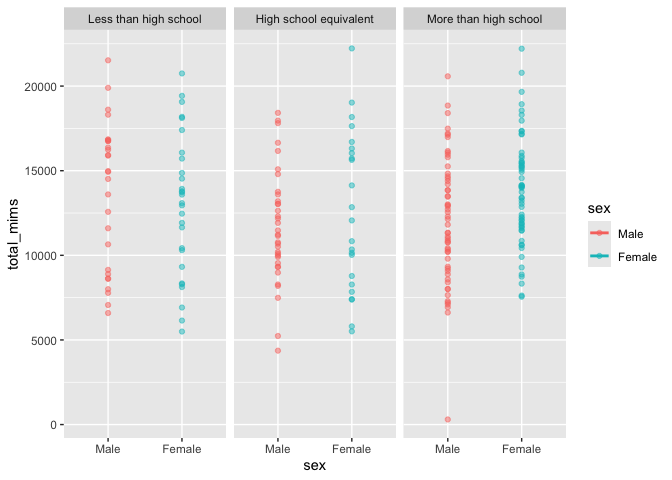 Less than high school
High school equivalent
More than high school
total_mims
20000
15000
10000
5000
0
Male
Female
Male
Female
Male
Female
sex
sex
Male
Female